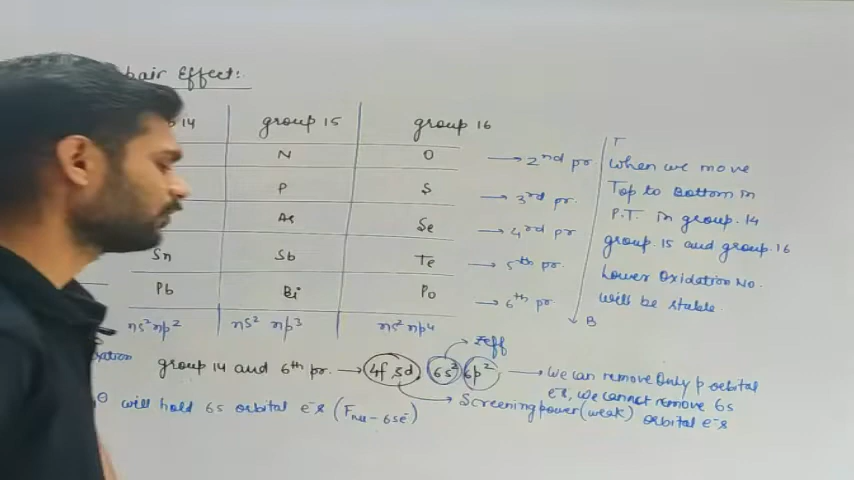 pair Effect:
14 group 15 group 16
N O → 2nd pr
P S → 3rd pr.
As Se → 4rd pr
Sn Sb Te → 5th pr.
Pb Bi Po → 6th pr
ns² np² ns² np³ ns² np⁴
T
when we move
Top to Bottom in
P.T. in group.14
group.15 and group.16
Lower Oxidation No.
will be stable
B
Zeff
group 14 and 6th pr. → 4f,5d, 6s² 6p² → we can remove only p orbital
e⁻s, we cannot remove 6s
orbital e⁻s
will hold 6s orbital e⁻s (Fnu-6se⁻) → Screening power (weak)